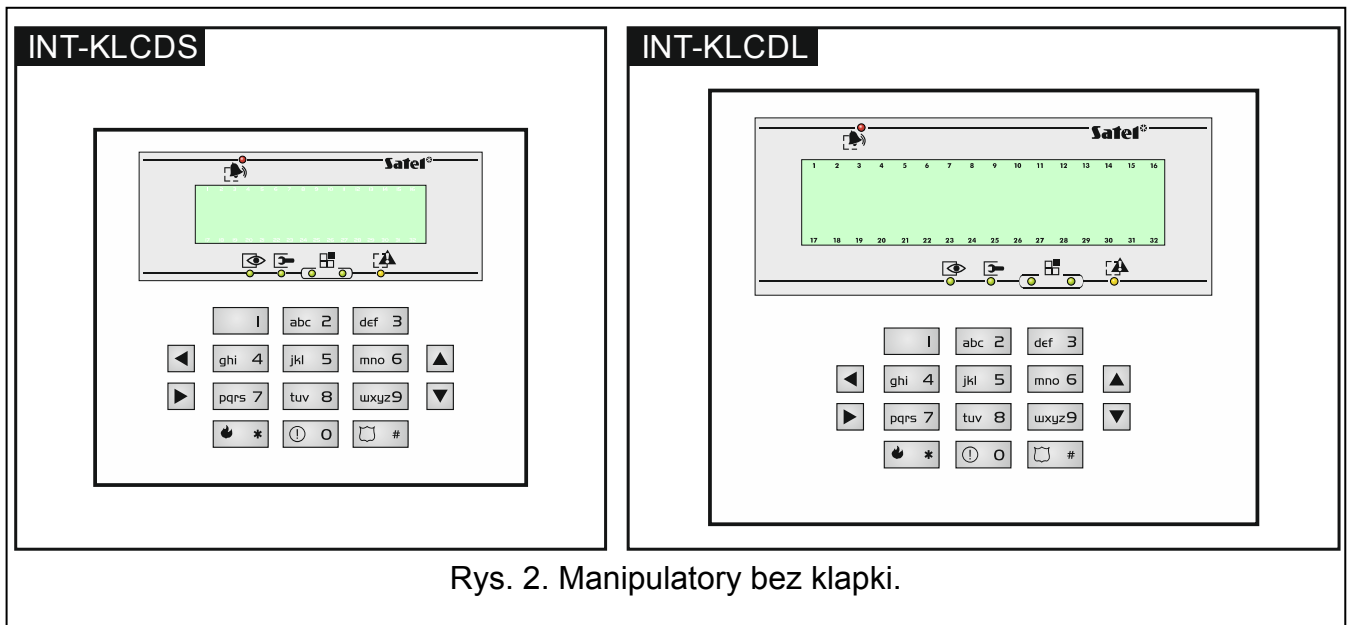 INT-KLCDS
Satel
1
abc 2
def 3
ghi 4
jkl 5
mno 6
pqrs 7
tuv 8
wxyz9
*
0
#
INT-KLCDL
Satel
1 2 3 4 5 6 7 8 9 10 11 12 13 14 15 16
17 18 19 20 21 22 23 24 25 26 27 28 29 30 31 32
1
abc 2
def 3
ghi 4
jkl 5
mno 6
pqrs 7
tuv 8
wxyz9
*
0
#
Rys. 2. Manipulatory bez klapki.